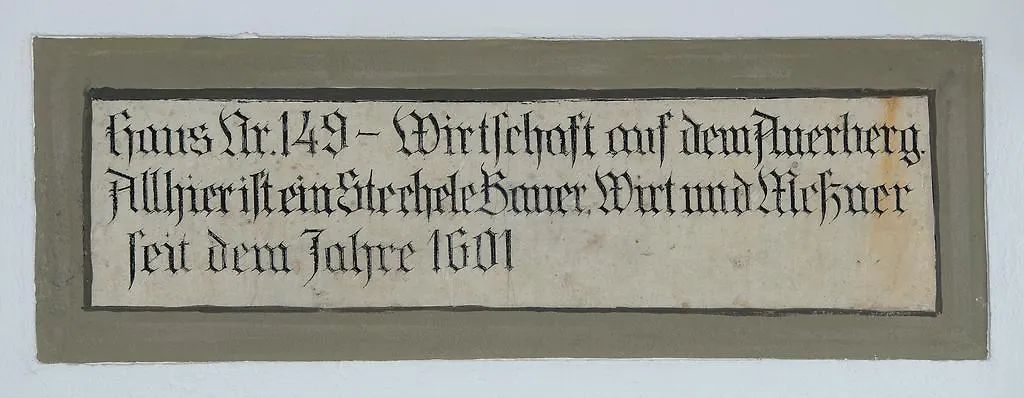 Haus Nr. 149 – Wirtschaft auf dem Auerberg.
Allhier ist ein Stechele Bauer, Wirt und Meßner
seit dem Jahre 1601